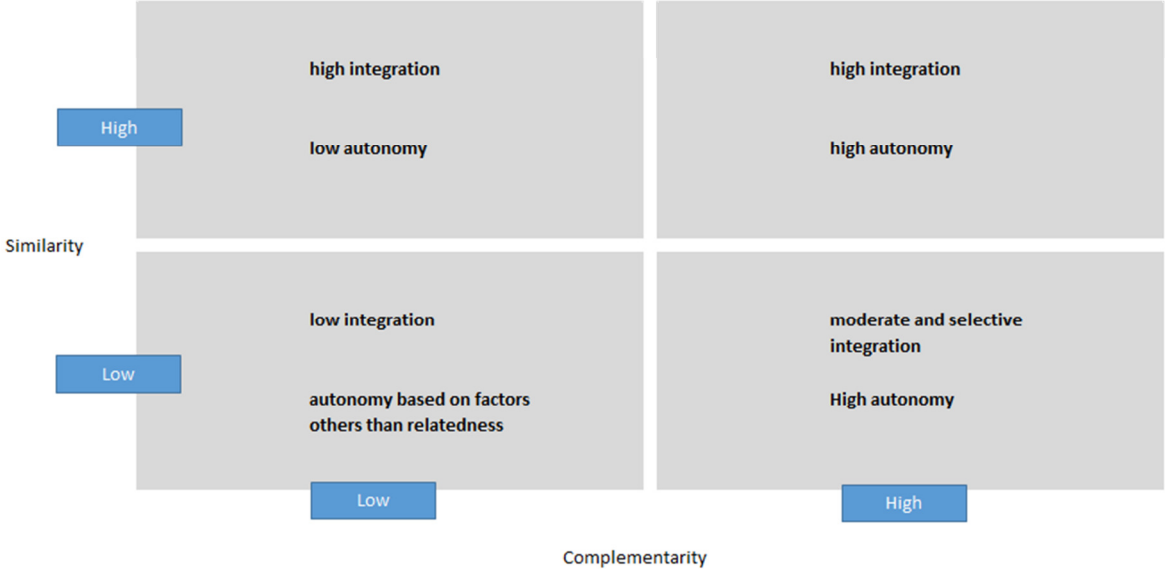 high integration
high integration
High
low autonomy
high autonomy
Similarity
low integration
moderate and selective
integration
Low
autonomy based on factors
others than relatedness
High autonomy
Low
High
Complementarity